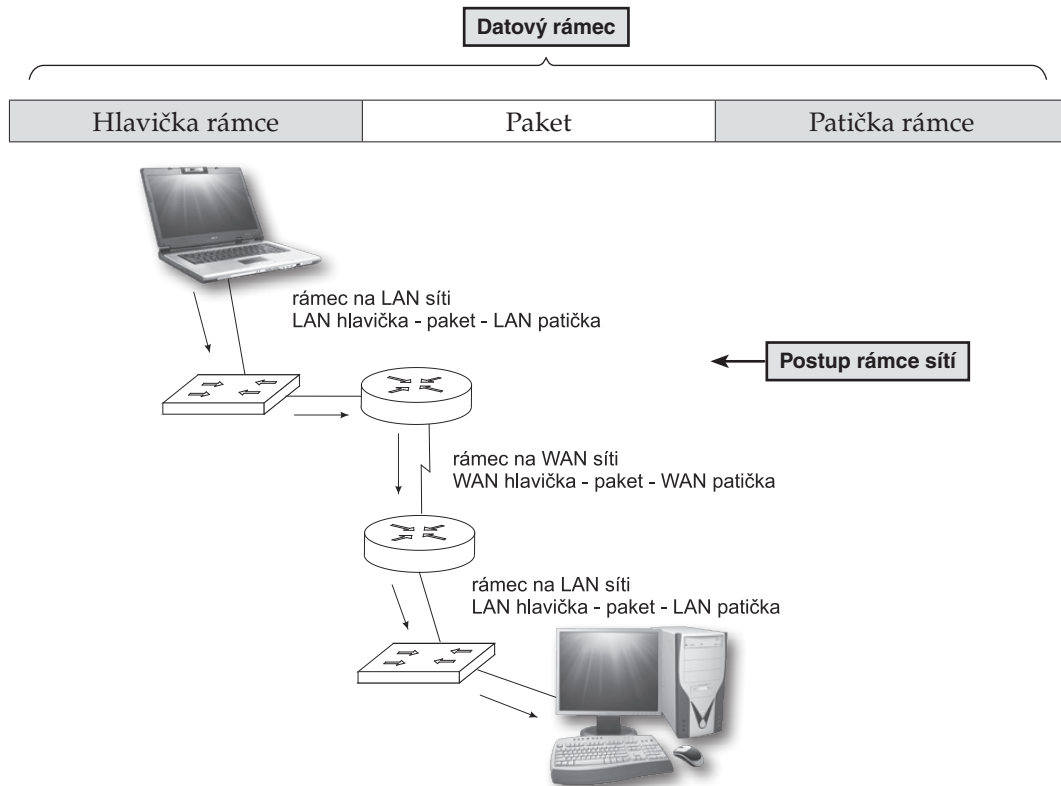 Datový rámec
Hlavička rámce Paket Patička rámce
rámec na LAN síti
LAN hlavička - paket - LAN patička
Postup rámce sítí
rámec na WAN síti
WAN hlavička - paket - WAN patička
rámec na LAN síti
LAN hlavička - paket - LAN patička